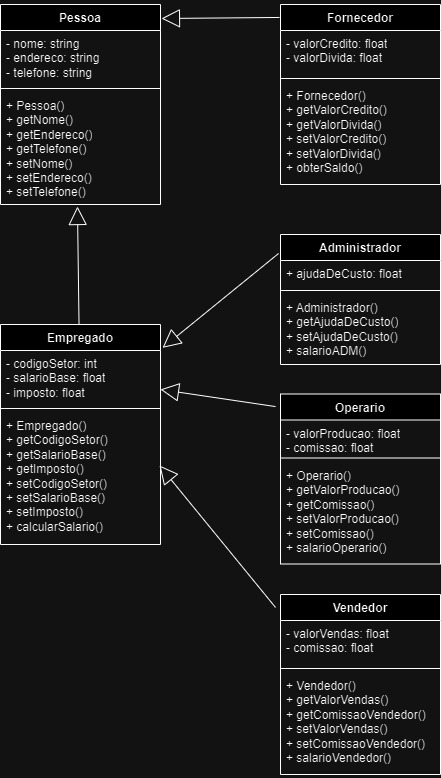 Pessoa
- nome: string
- endereco: string
- telefone: string
+ Pessoa()
+ getNome()
+ getEndereco()
+ getTelefone()
+ setNome()
+ setEndereco()
+ setTelefone()
Fornecedor
- valorCredito: float
- valorDivida: float
+ Fornecedor()
+ getValorCredito()
+ getValorDivida()
+ setValorCredito()
+ setValorDivida()
+ obterSaldo()
Administrador
+ ajudaDeCusto: float
+ Administrador()
+ getAjudaDeCusto()
+ setAjudaDeCusto()
+ salarioADM()
Empregado
- codigoSetor: int
- salarioBase: float
- imposto: float
+ Empregado()
+ getCodigoSetor()
+ getSalarioBase()
+ getImposto()
+ setCodigoSetor()
+ setSalarioBase()
+ setImposto()
+ calcularSalario()
Operario
- valorProducao: float
- comissao: float
+ Operario()
+ getValorProducao()
+ getComissao()
+ setValorProducao()
+ setComissao()
+ salarioOperario()
Vendedor
- valorVendas: float
- comissao: float
+ Vendedor()
+ getValorVendas()
+ getComissaoVendedor()
+ setValorVendas()
+ setComissaoVendedor()
+ salarioVendedor()